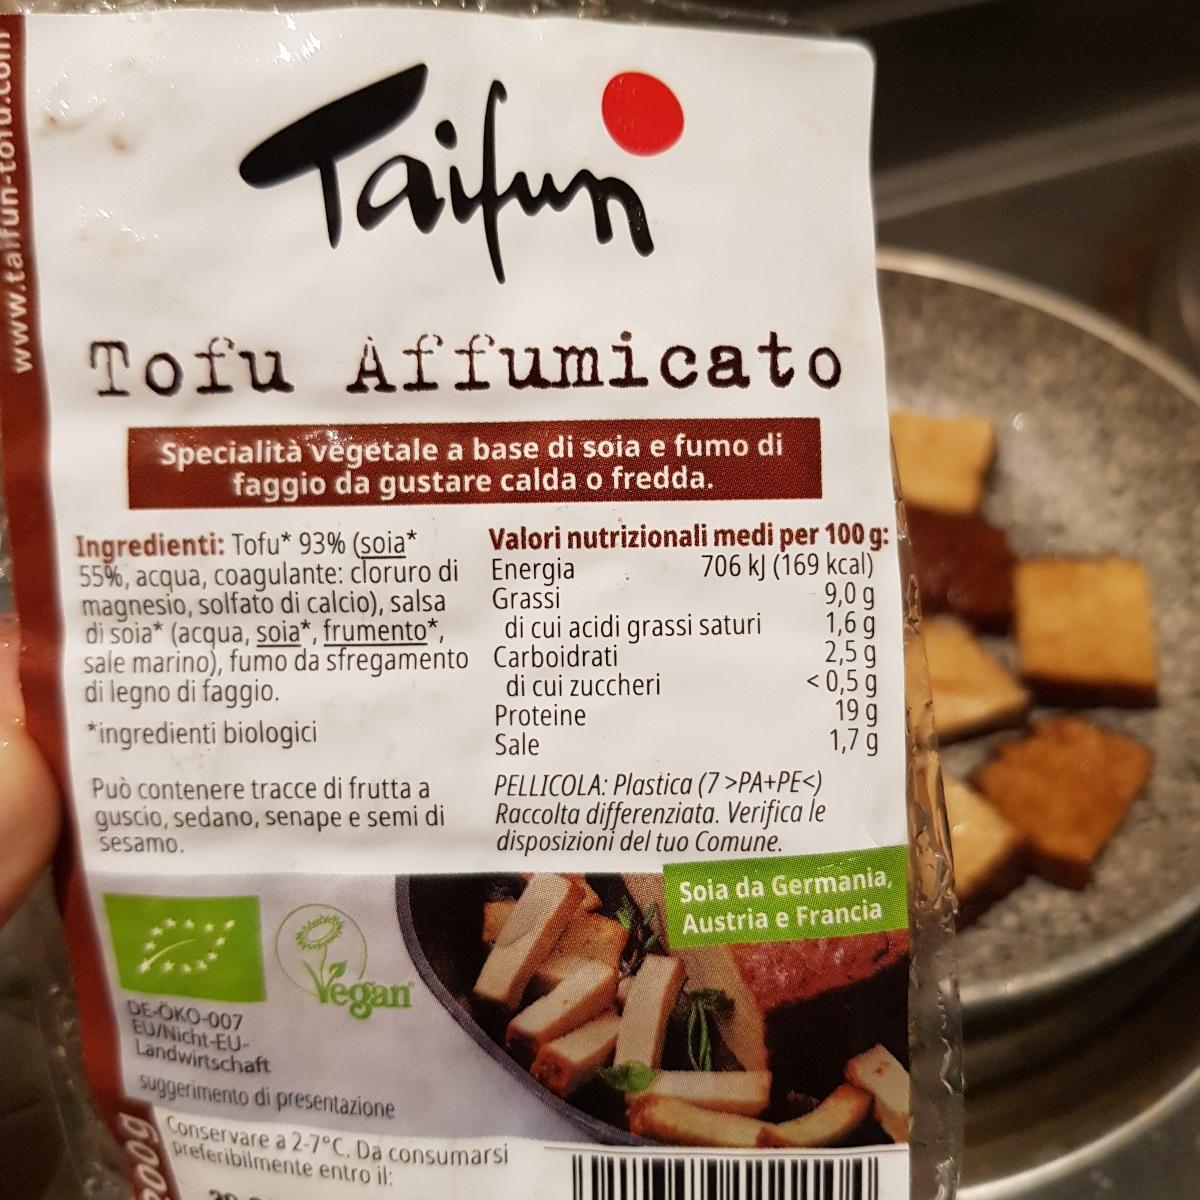 www.taifun-tofu.com
Taifun
Tofu Affumicato
Specialità vegetale a base di soia e fumo di
faggio da gustare calda o fredda.
Ingredienti: Tofu* 93% (soia*
55%, acqua, coagulante: cloruro di
magnesio, solfato di calcio), salsa
di soia* (acqua, soia*, frumento*,
sale marino), fumo da sfregamento
di legno di faggio.
*ingredienti biologici
Può contenere tracce di frutta a
guscio, sedano, senape e semi di
sesamo.
Valori nutrizionali medi per 100 g:
Energia 706 kJ (169 kcal)
Grassi 9,0 g
di cui acidi grassi saturi 1,6 g
Carboidrati 2,5 g
di cui zuccheri < 0,5 g
Proteine 19 g
Sale 1,7 g
PELLICOLA: Plastica (7 >PA+PE<)
Raccolta differenziata. Verifica le
disposizioni del tuo Comune.
Soia da Germania,
Austria e Francia
Vegan
DE-ÖKO-007
EU/Nicht-EU-
Landwirtschaft
suggerimento di presentazione
200g
Conservare a 2-7°C. Da consumarsi
preferibilmente entro il: